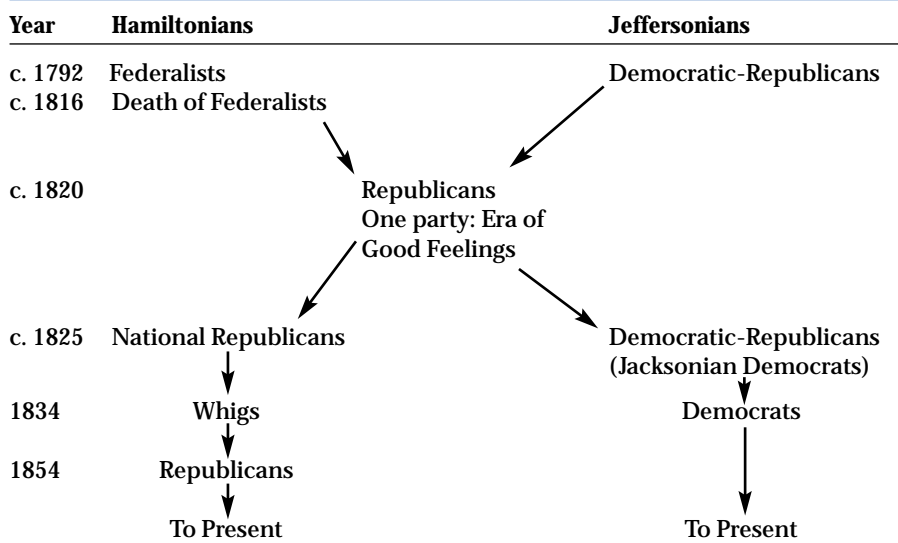 Year Hamiltonians Jeffersonians
c. 1792 Federalists Democratic-Republicans
c. 1816 Death of Federalists
c. 1820 Republicans
One party: Era of
Good Feelings
c. 1825 National Republicans Democratic-Republicans
(Jacksonian Democrats)
1834 Whigs Democrats
1854 Republicans
To Present To Present